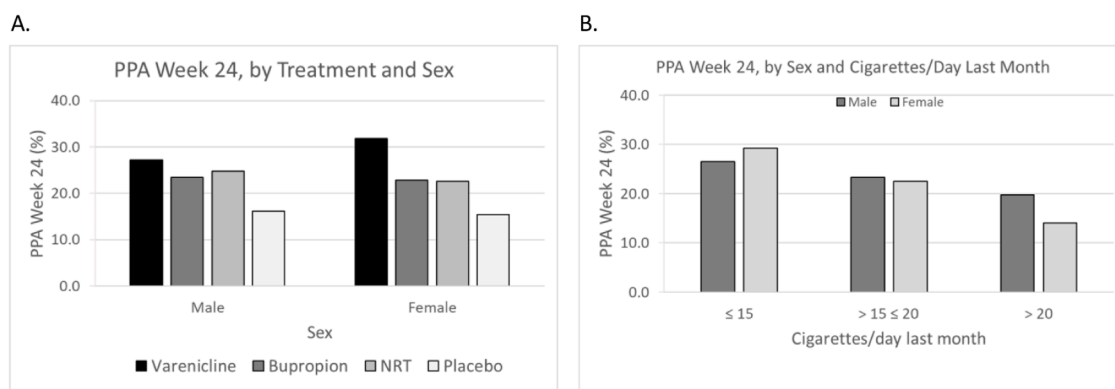 A.
PPA Week 24, by Treatment and Sex
40.0
30.0
20.0
10.0
0.0
PPA Week 24 (%)
Male Female
Sex
Varenicline Bupropion NRT Placebo
B.
PPA Week 24, by Sex and Cigarettes/Day Last Month
Male Female
40.0
30.0
20.0
10.0
0.0
PPA Week 24 (%)
≤ 15 > 15 ≤ 20 > 20
Cigarettes/day last month